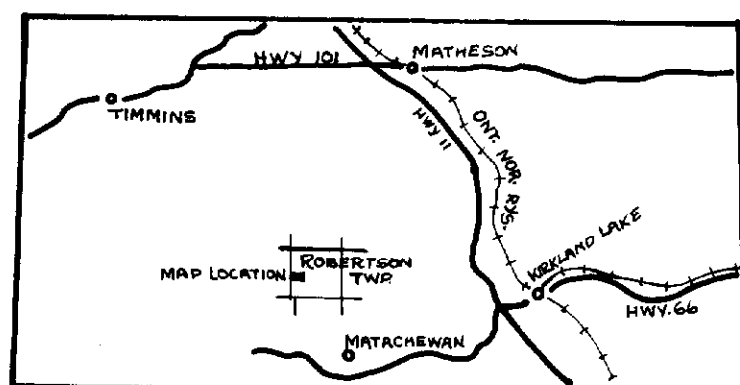 HWY 101
MATHESON
TIMMINS
HWY 11
ONT. NOR. RYS.
KIRKLAND LAKE
ROBERTSON
MAP LOCATION
TWP.
HWY. 66
MATACHEWAN